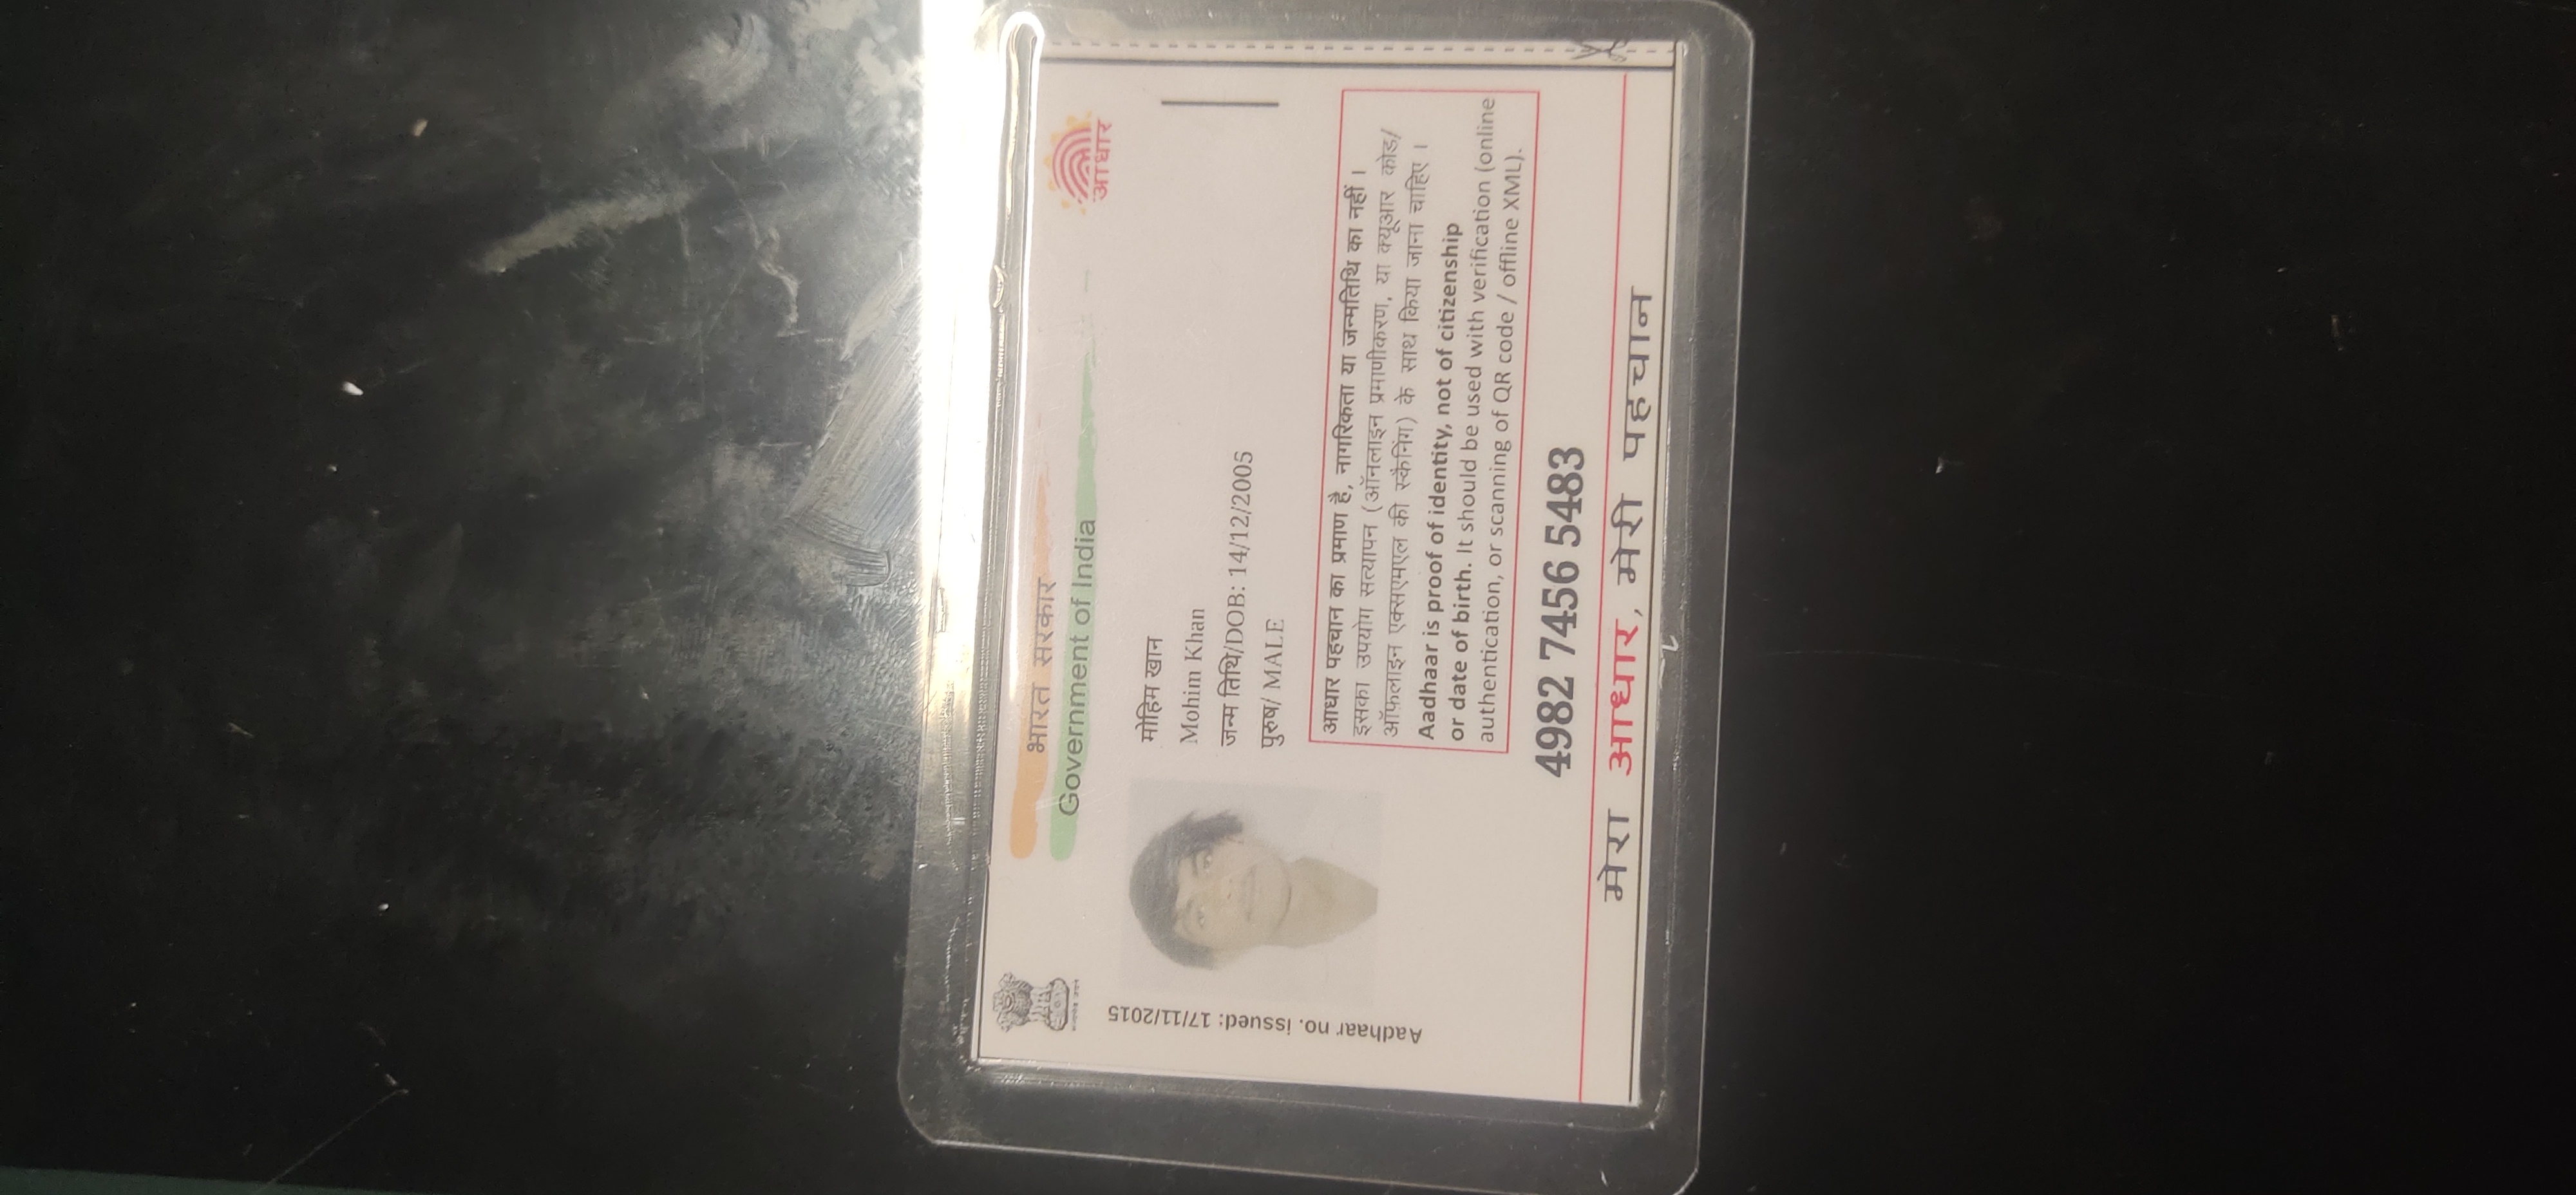 भारत सरकार
Government of India
आधार
Aadhaar no. issued: 17/11/2015
मोहिम खान
Mohim Khan
जन्म तिथि/DOB: 14/12/2005
पुरुष/ MALE
आधार पहचान का प्रमाण है, नागरिकता या जन्मतिथि का नहीं ।
इसका उपयोग सत्यापन (ऑनलाइन प्रमाणीकरण, या क्यूआर कोड/
ऑफलाइन एक्सएमएल की स्कैनिंग) के साथ किया जाना चाहिए ।
Aadhaar is proof of identity, not of citizenship
or date of birth. It should be used with verification (online
authentication, or scanning of QR code / offline XML).
4982 7456 5483
मेरा आधार, मेरी पहचान